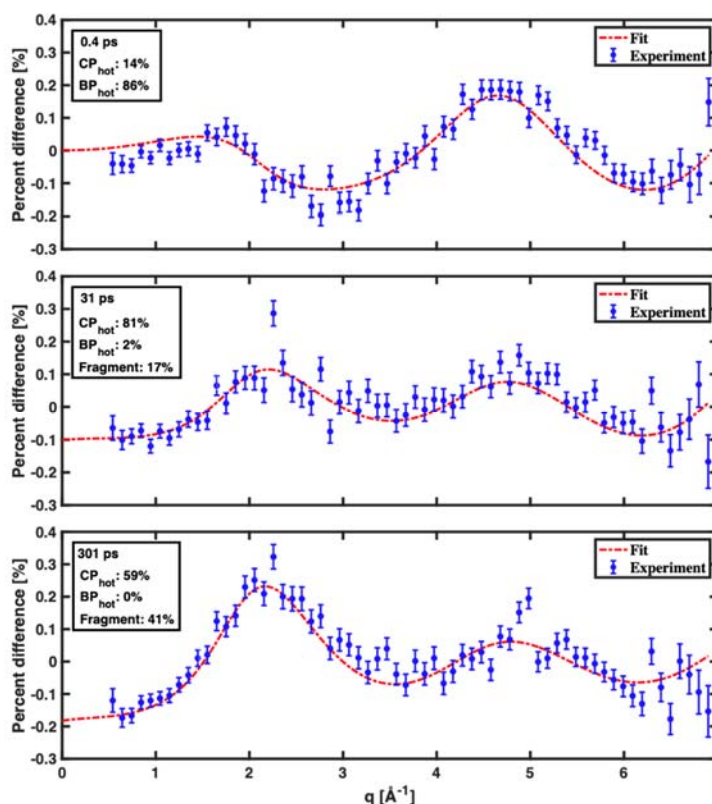 0.4
0.3
0.2
0.1
0
-0.1
-0.2
-0.3
Percent difference [%]
0.4 ps
CP_hot: 14%
BP_hot: 86%
Fit
Experiment
0.4
0.3
0.2
0.1
0
-0.1
-0.2
-0.3
Percent difference [%]
31 ps
CP_hot: 81%
BP_hot: 2%
Fragment: 17%
Fit
Experiment
0.4
0.3
0.2
0.1
0
-0.1
-0.2
-0.3
Percent difference [%]
301 ps
CP_hot: 59%
BP_hot: 0%
Fragment: 41%
Fit
Experiment
0 1 2 3 4 5 6
q [Å⁻¹]